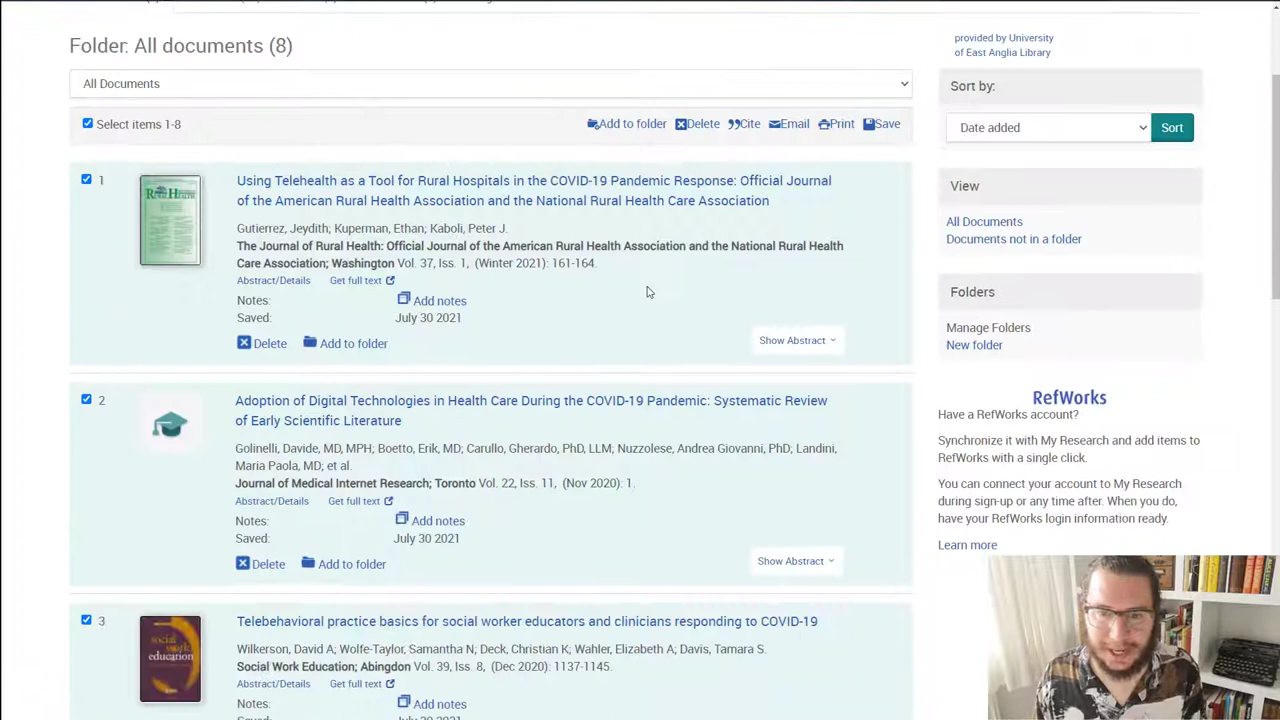 Folder: All documents (8)
provided by University
of East Anglia Library
All Documents
Sort by:
Select items 1-8
Add to folder Delete Cite Email Print Save
Date added
Sort
1
Using Telehealth as a Tool for Rural Hospitals in the COVID-19 Pandemic Response: Official Journal
of the American Rural Health Association and the National Rural Health Care Association
Gutierrez, Jeydith; Kuperman, Ethan; Kaboli, Peter J.
The Journal of Rural Health: Official Journal of the American Rural Health Association and the National Rural Health
Care Association; Washington Vol. 37, Iss. 1, (Winter 2021): 161-164.
Abstract/Details Get full text
Notes: Add notes
Saved: July 30 2021
Delete Add to folder
Show Abstract
View
All Documents
Documents not in a folder
Folders
Manage Folders
New folder
2
Adoption of Digital Technologies in Health Care During the COVID-19 Pandemic: Systematic Review
of Early Scientific Literature
Golinelli, Davide, MD, MPH; Boetto, Erik, MD; Carullo, Gherardo, PhD, LLM; Nuzzolese, Andrea Giovanni, PhD; Landini,
Maria Paola, MD; et al.
Journal of Medical Internet Research; Toronto Vol. 22, Iss. 11, (Nov 2020): 1.
Abstract/Details Get full text
Notes: Add notes
Saved: July 30 2021
Delete Add to folder
Show Abstract
RefWorks
Have a RefWorks account?
Synchronize it with My Research and add items to
RefWorks with a single click.
You can connect your account to My Research
during sign-up or any time after. When you do,
have your RefWorks login information ready.
Learn more
3
social
work
education
Telebehavioral practice basics for social worker educators and clinicians responding to COVID-19
Wilkerson, David A; Wolfe-Taylor, Samantha N; Deck, Christian K; Wahler, Elizabeth A; Davis, Tamara S.
Social Work Education; Abingdon Vol. 39, Iss. 8, (Dec 2020): 1137-1145.
Abstract/Details Get full text
Notes: Add notes